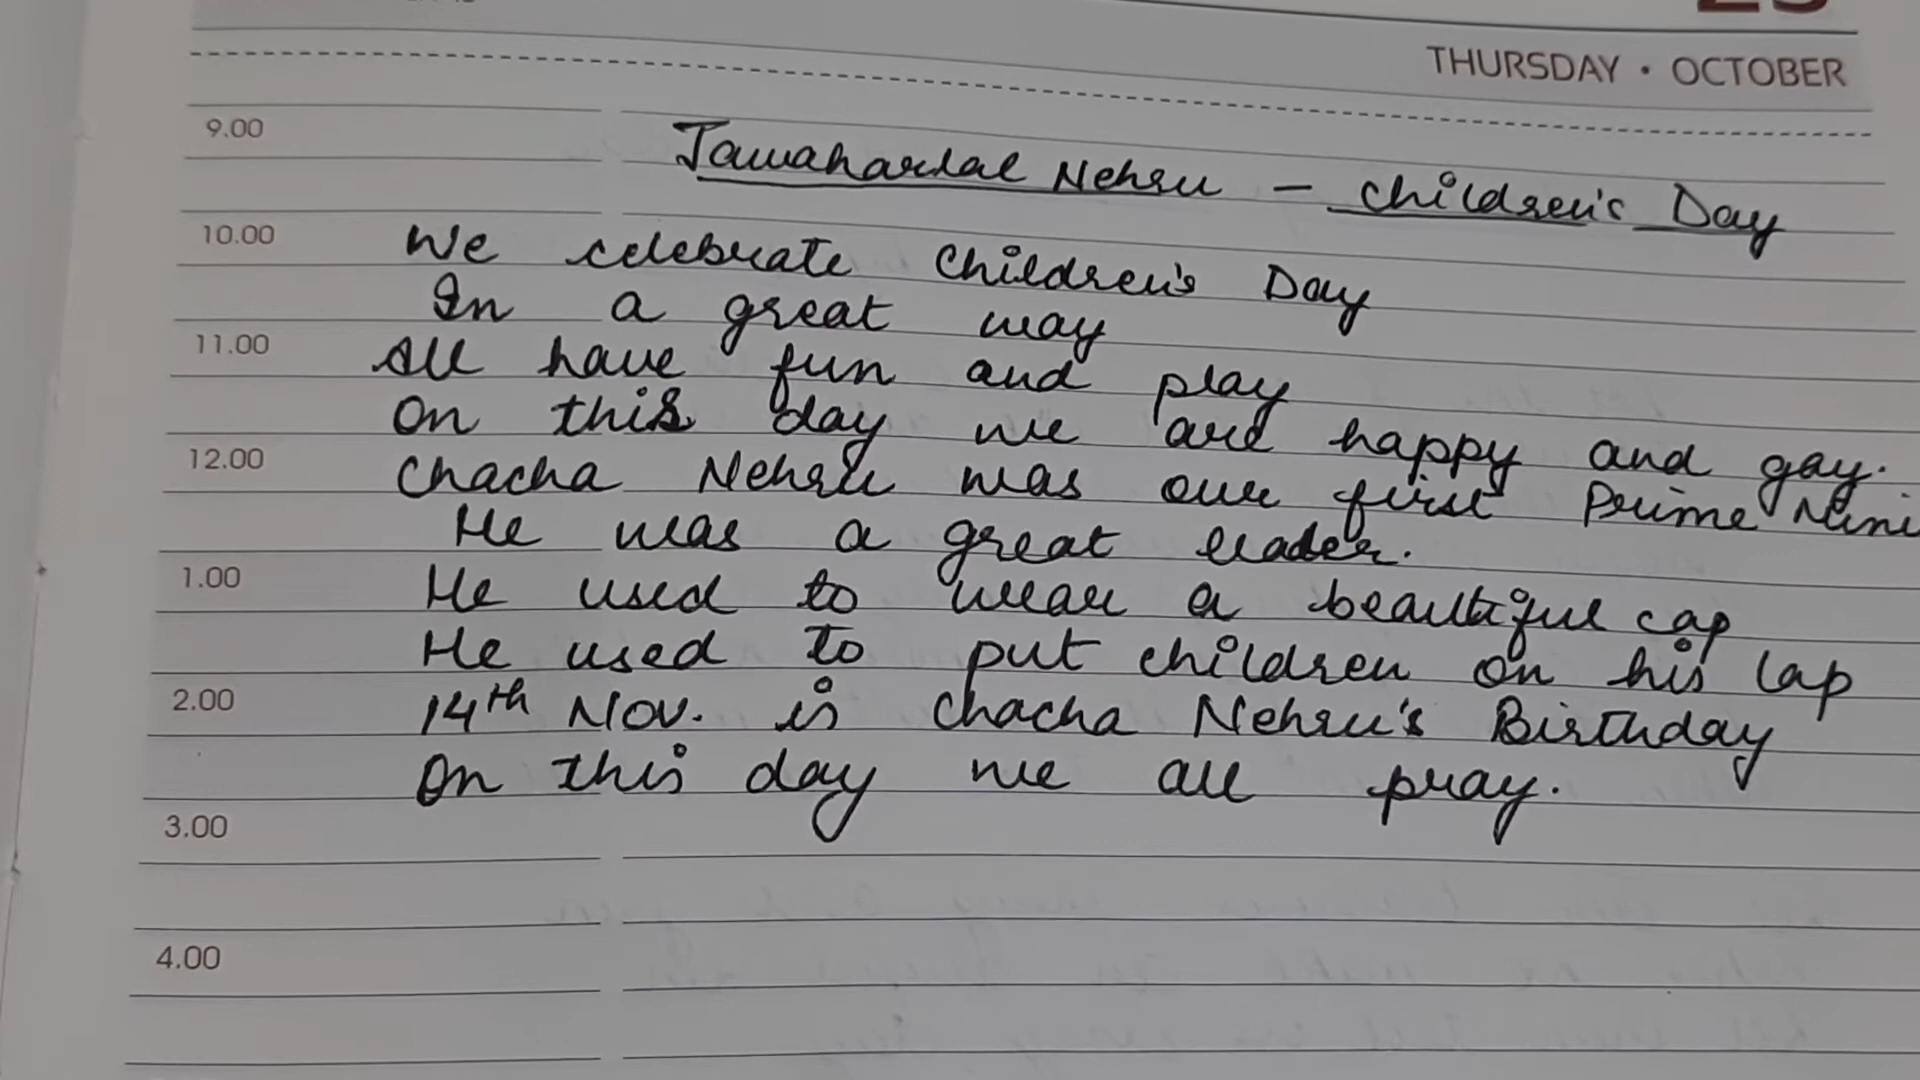 THURSDAY • OCTOBER
9.00
Jawaharlal Nehru - Children's Day
10.00
We celebrate Children's Day
In a great way
11.00
All have fun and play
On this day we are happy and gay.
12.00
Chacha Nehru was our first Prime Mini
He was a great leader.
1.00
He used to wear a beautiful cap
He used to put children on his lap
2.00
14th Nov. is Chacha Nehru's Birthday
On this day we all pray.
3.00
4.00